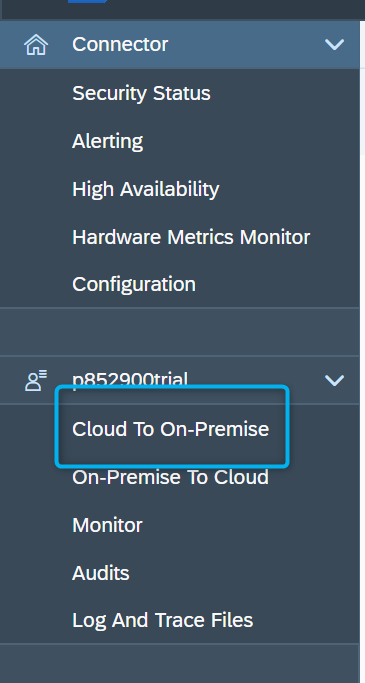 Connector
Security Status
Alerting
High Availability
Hardware Metrics Monitor
Configuration
p852900trial
Cloud To On-Premise
On-Premise To Cloud
Monitor
Audits
Log And Trace Files